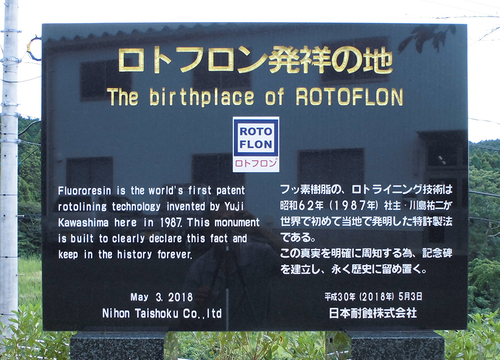 ロトフロン発祥の地
The birthplace of ROTOFLON
ROTO
FLON
ロトフロン
Fluororesin is the world's first patent
rotolining technology invented by Yuji
Kawashima here in 1987. This monument
is built to clearly declare this fact and
keep in the history forever.
May 3. 2018
Nihon Taishoku Co.,ltd
フッ素樹脂の、ロトライニング技術は
昭和62年(1987年)社主・川島祐二が
世界で初めて当地で発明した特許製法
である。
この真実を明確に周知する為、記念碑
を建立し、永く歴史に留め置く。
平成30年(2018年)5月3日
日本耐蝕株式会社